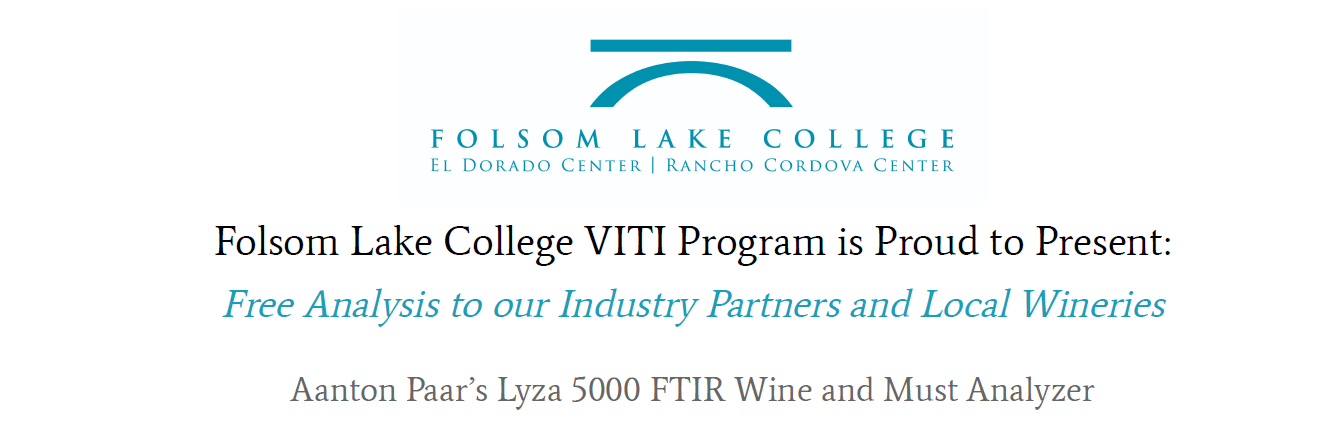 FOLSOM LAKE COLLEGE
EL DORADO CENTER | RANCHO CORDOVA CENTER
Folsom Lake College VITI Program is Proud to Present:
Free Analysis to our Industry Partners and Local Wineries
Aanton Paar’s Lyza 5000 FTIR Wine and Must Analyzer